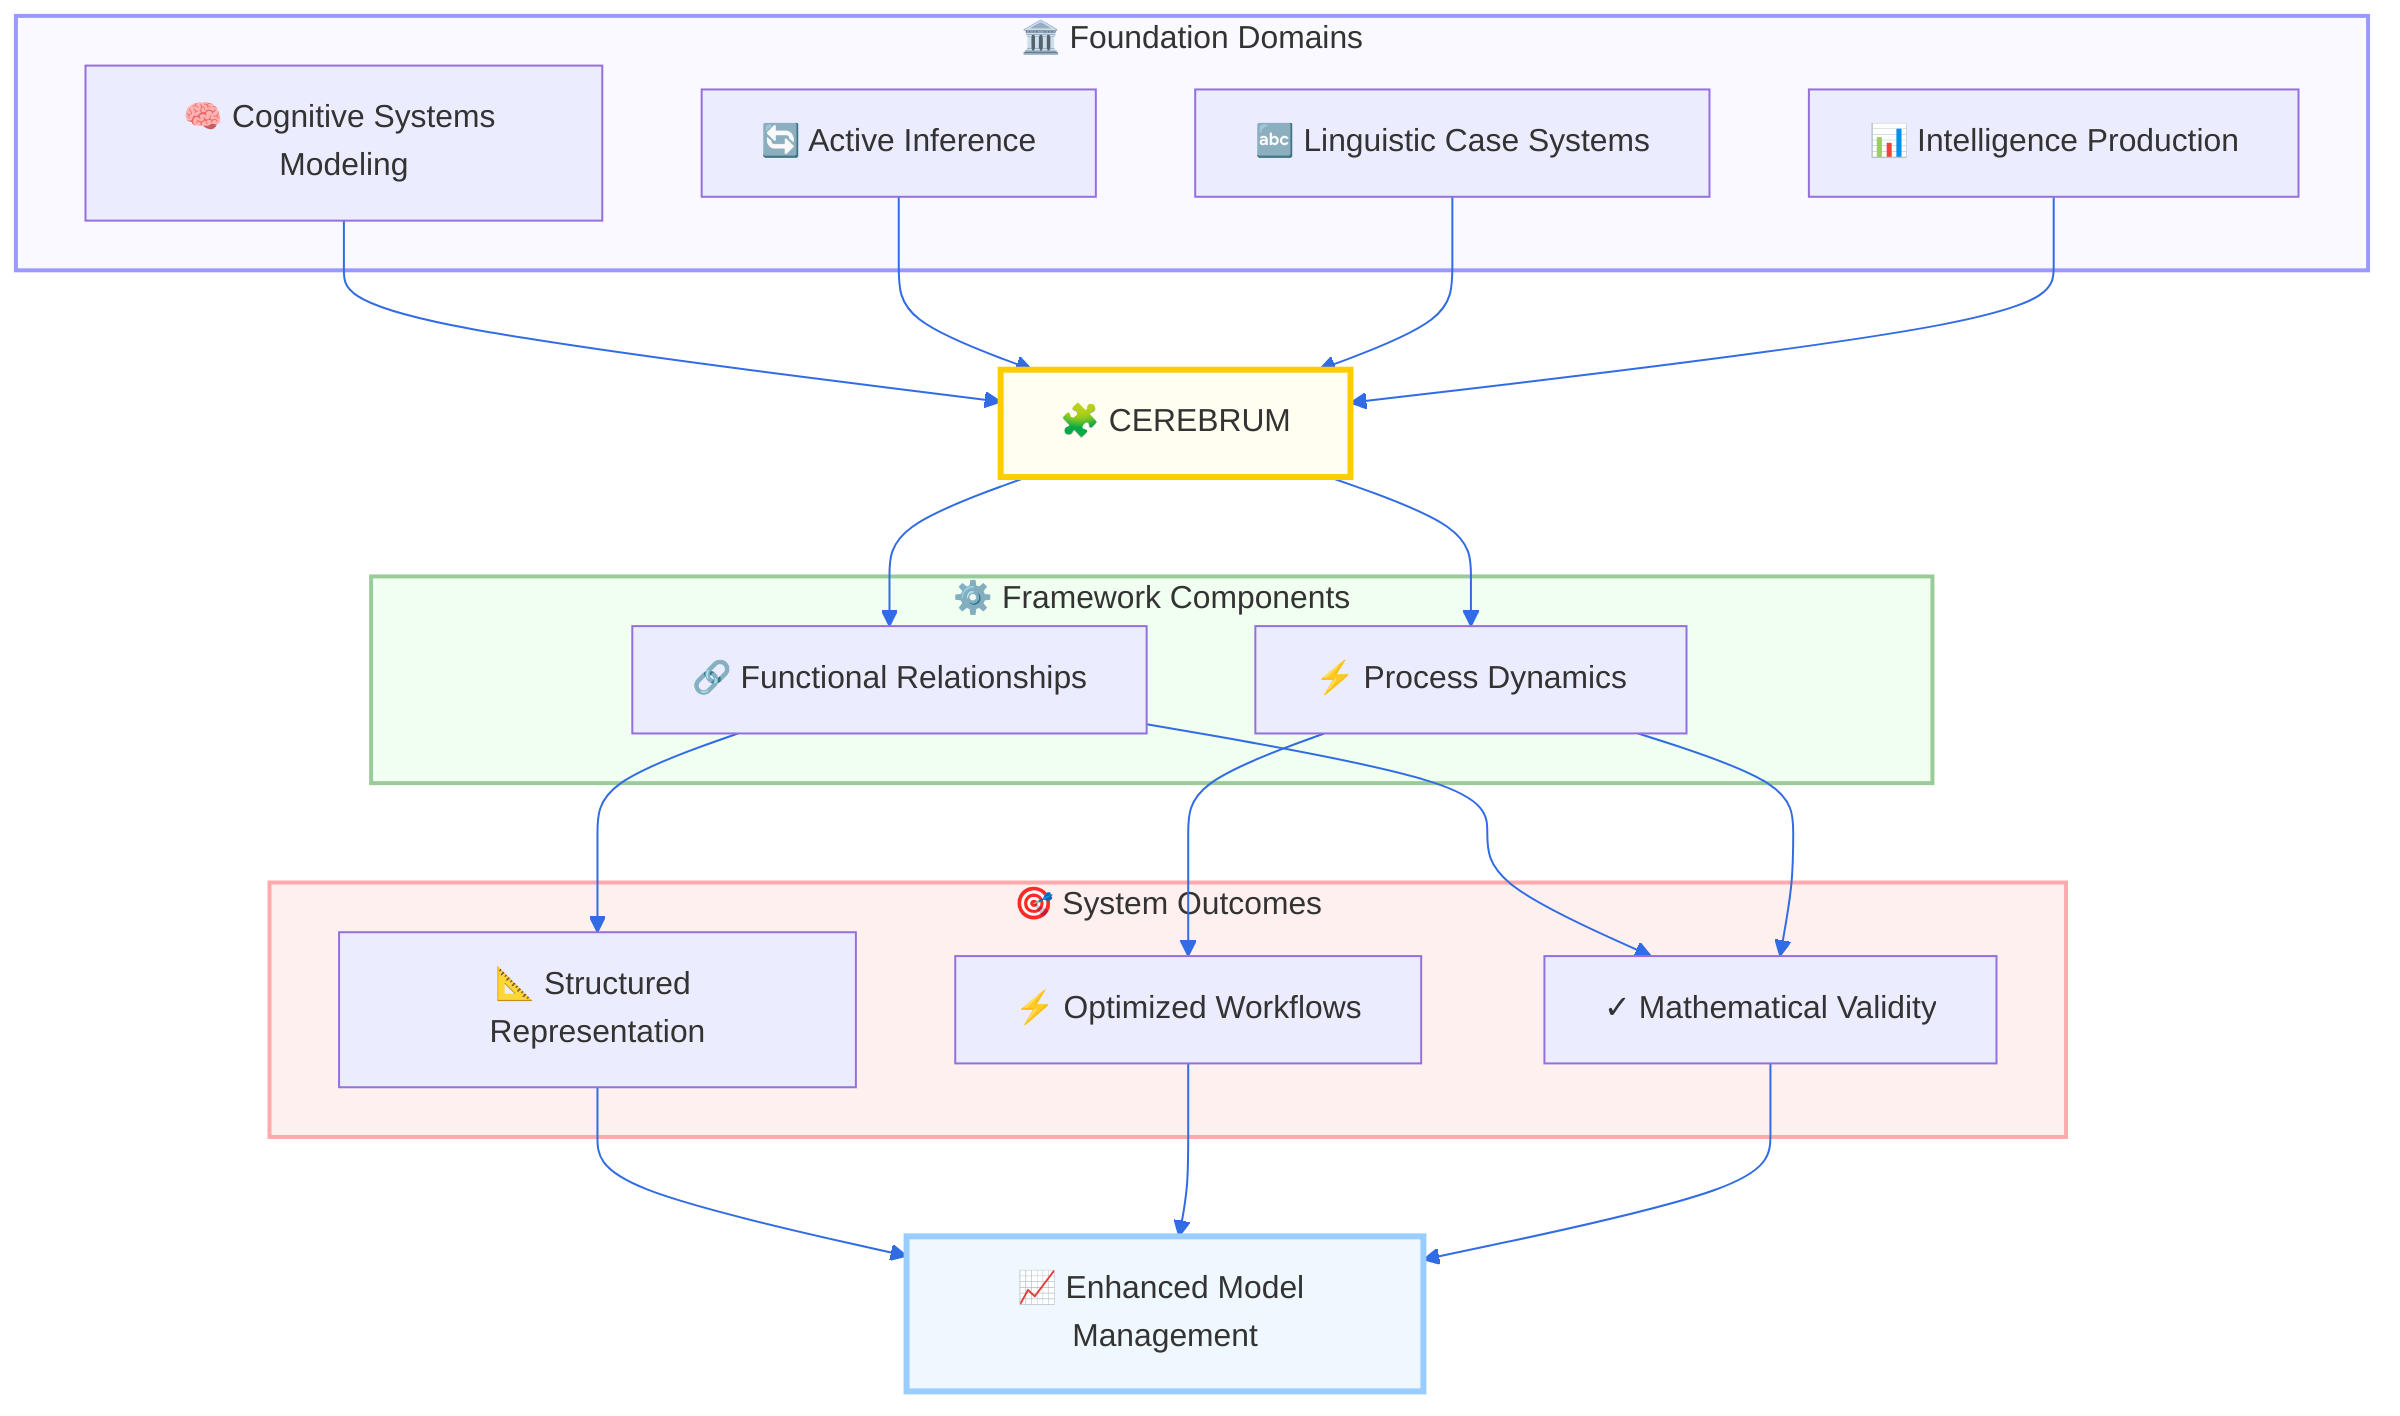 🏛️ Foundation Domains
🧠 Cognitive Systems
Modeling
🔄 Active Inference
🔤 Linguistic Case Systems
📊 Intelligence Production
🧩 CEREBRUM
⚙️ Framework Components
🔗 Functional Relationships
⚡ Process Dynamics
🎯 System Outcomes
📐 Structured
Representation
⚡ Optimized Workflows
✓ Mathematical Validity
📈 Enhanced Model
Management